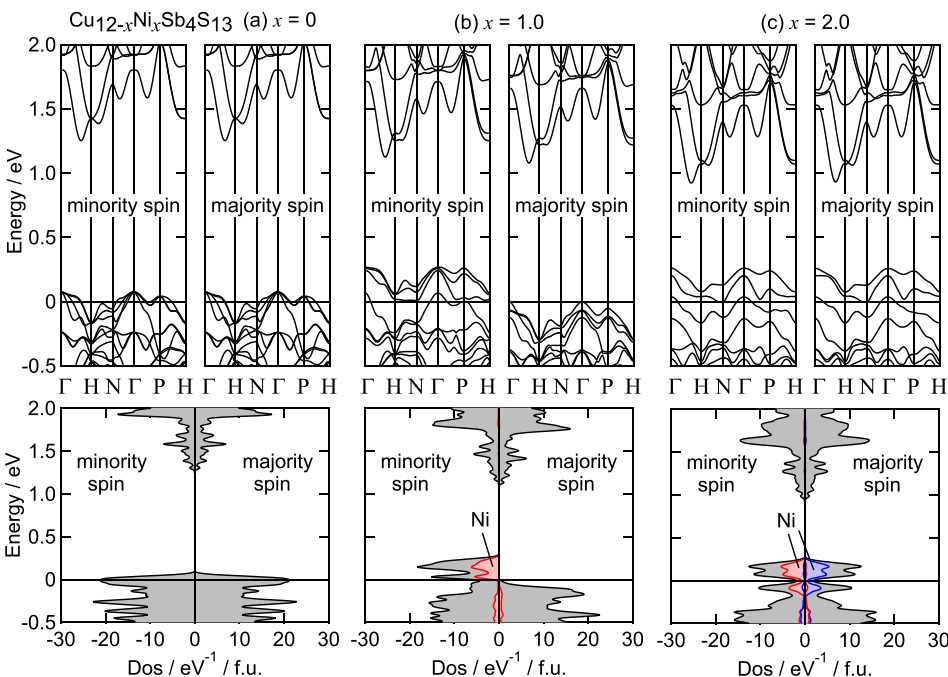 Cu12-xNixSb4S13 (a) x = 0
(b) x = 1.0
(c) x = 2.0
Energy / eV
2.0
1.5
1.0
0.5
0
-0.5
minority spin
majority spin
minority spin
majority spin
minority spin
majority spin
Γ H N Γ P H
Γ H N Γ P H
Γ H N Γ P H
Γ H N Γ P H
Γ H N Γ P H
Γ H N Γ P H
Energy / eV
2.0
1.5
1.0
0.5
0
-0.5
minority
spin
majority
spin
minority
spin
majority
spin
Ni
minority
spin
majority
spin
Ni
-30 -20 -10 0 10 20 30
-30 -20 -10 0 10 20 30
-30 -20 -10 0 10 20 30
Dos / eV-1 / f.u.
Dos / eV-1 / f.u.
Dos / eV-1 / f.u.